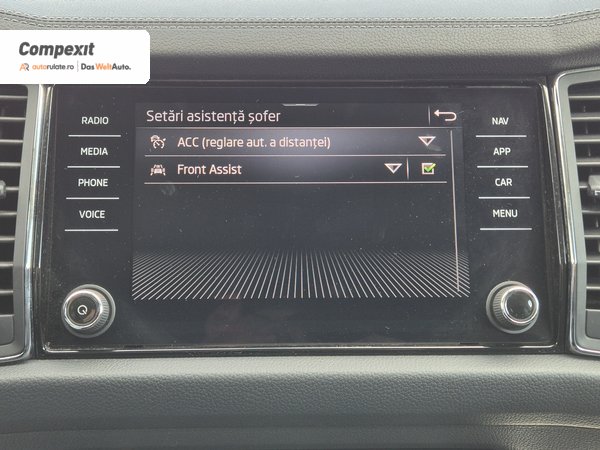 Compexit
autorulate.ro | Das WeltAuto.
RADIO
MEDIA
PHONE
VOICE
Setări asistență șofer
ACC (reglare aut. a distanței)
Front Assist
NAV
APP
CAR
MENU